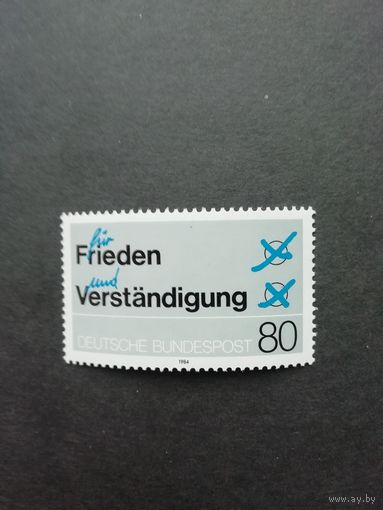 für
Frieden
und
Verständigung
DEUTSCHE BUNDESPOST 80
1984
www.ay.by